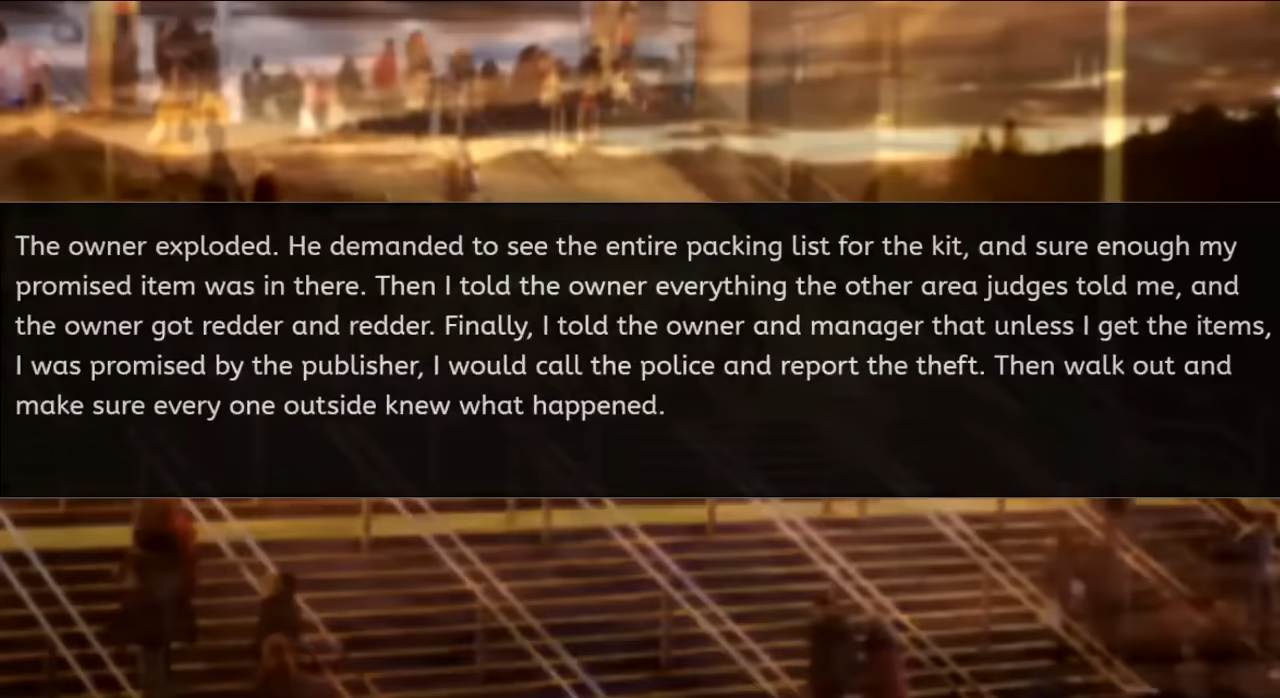 The owner exploded. He demanded to see the entire packing list for the kit, and sure enough my
promised item was in there. Then I told the owner everything the other area judges told me, and
the owner got redder and redder. Finally, I told the owner and manager that unless I get the items,
I was promised by the publisher, I would call the police and report the theft. Then walk out and
make sure every one outside knew what happened.